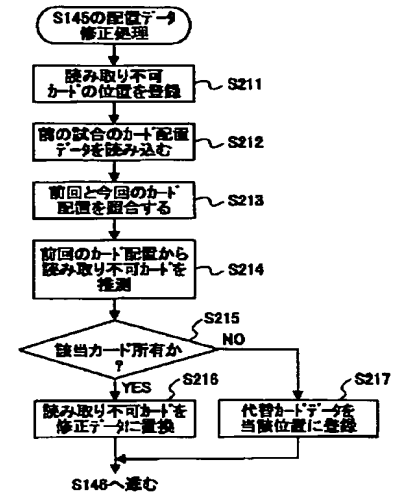 S145の配置データ
修正処理
読み取り不可
カードの位置を登録
S211
前の試合のカード配置
データを読み込む
S212
前回と今回のカード
配置を照合する
S213
前回のカード配置から
読み取り不可カードを
推測
S214
S215
該当カード所有か
?
NO
YES
S216
読み取り不可カードを
修正データに置換
S217
代替カードデータを
当該位置に登録
S146へ進む